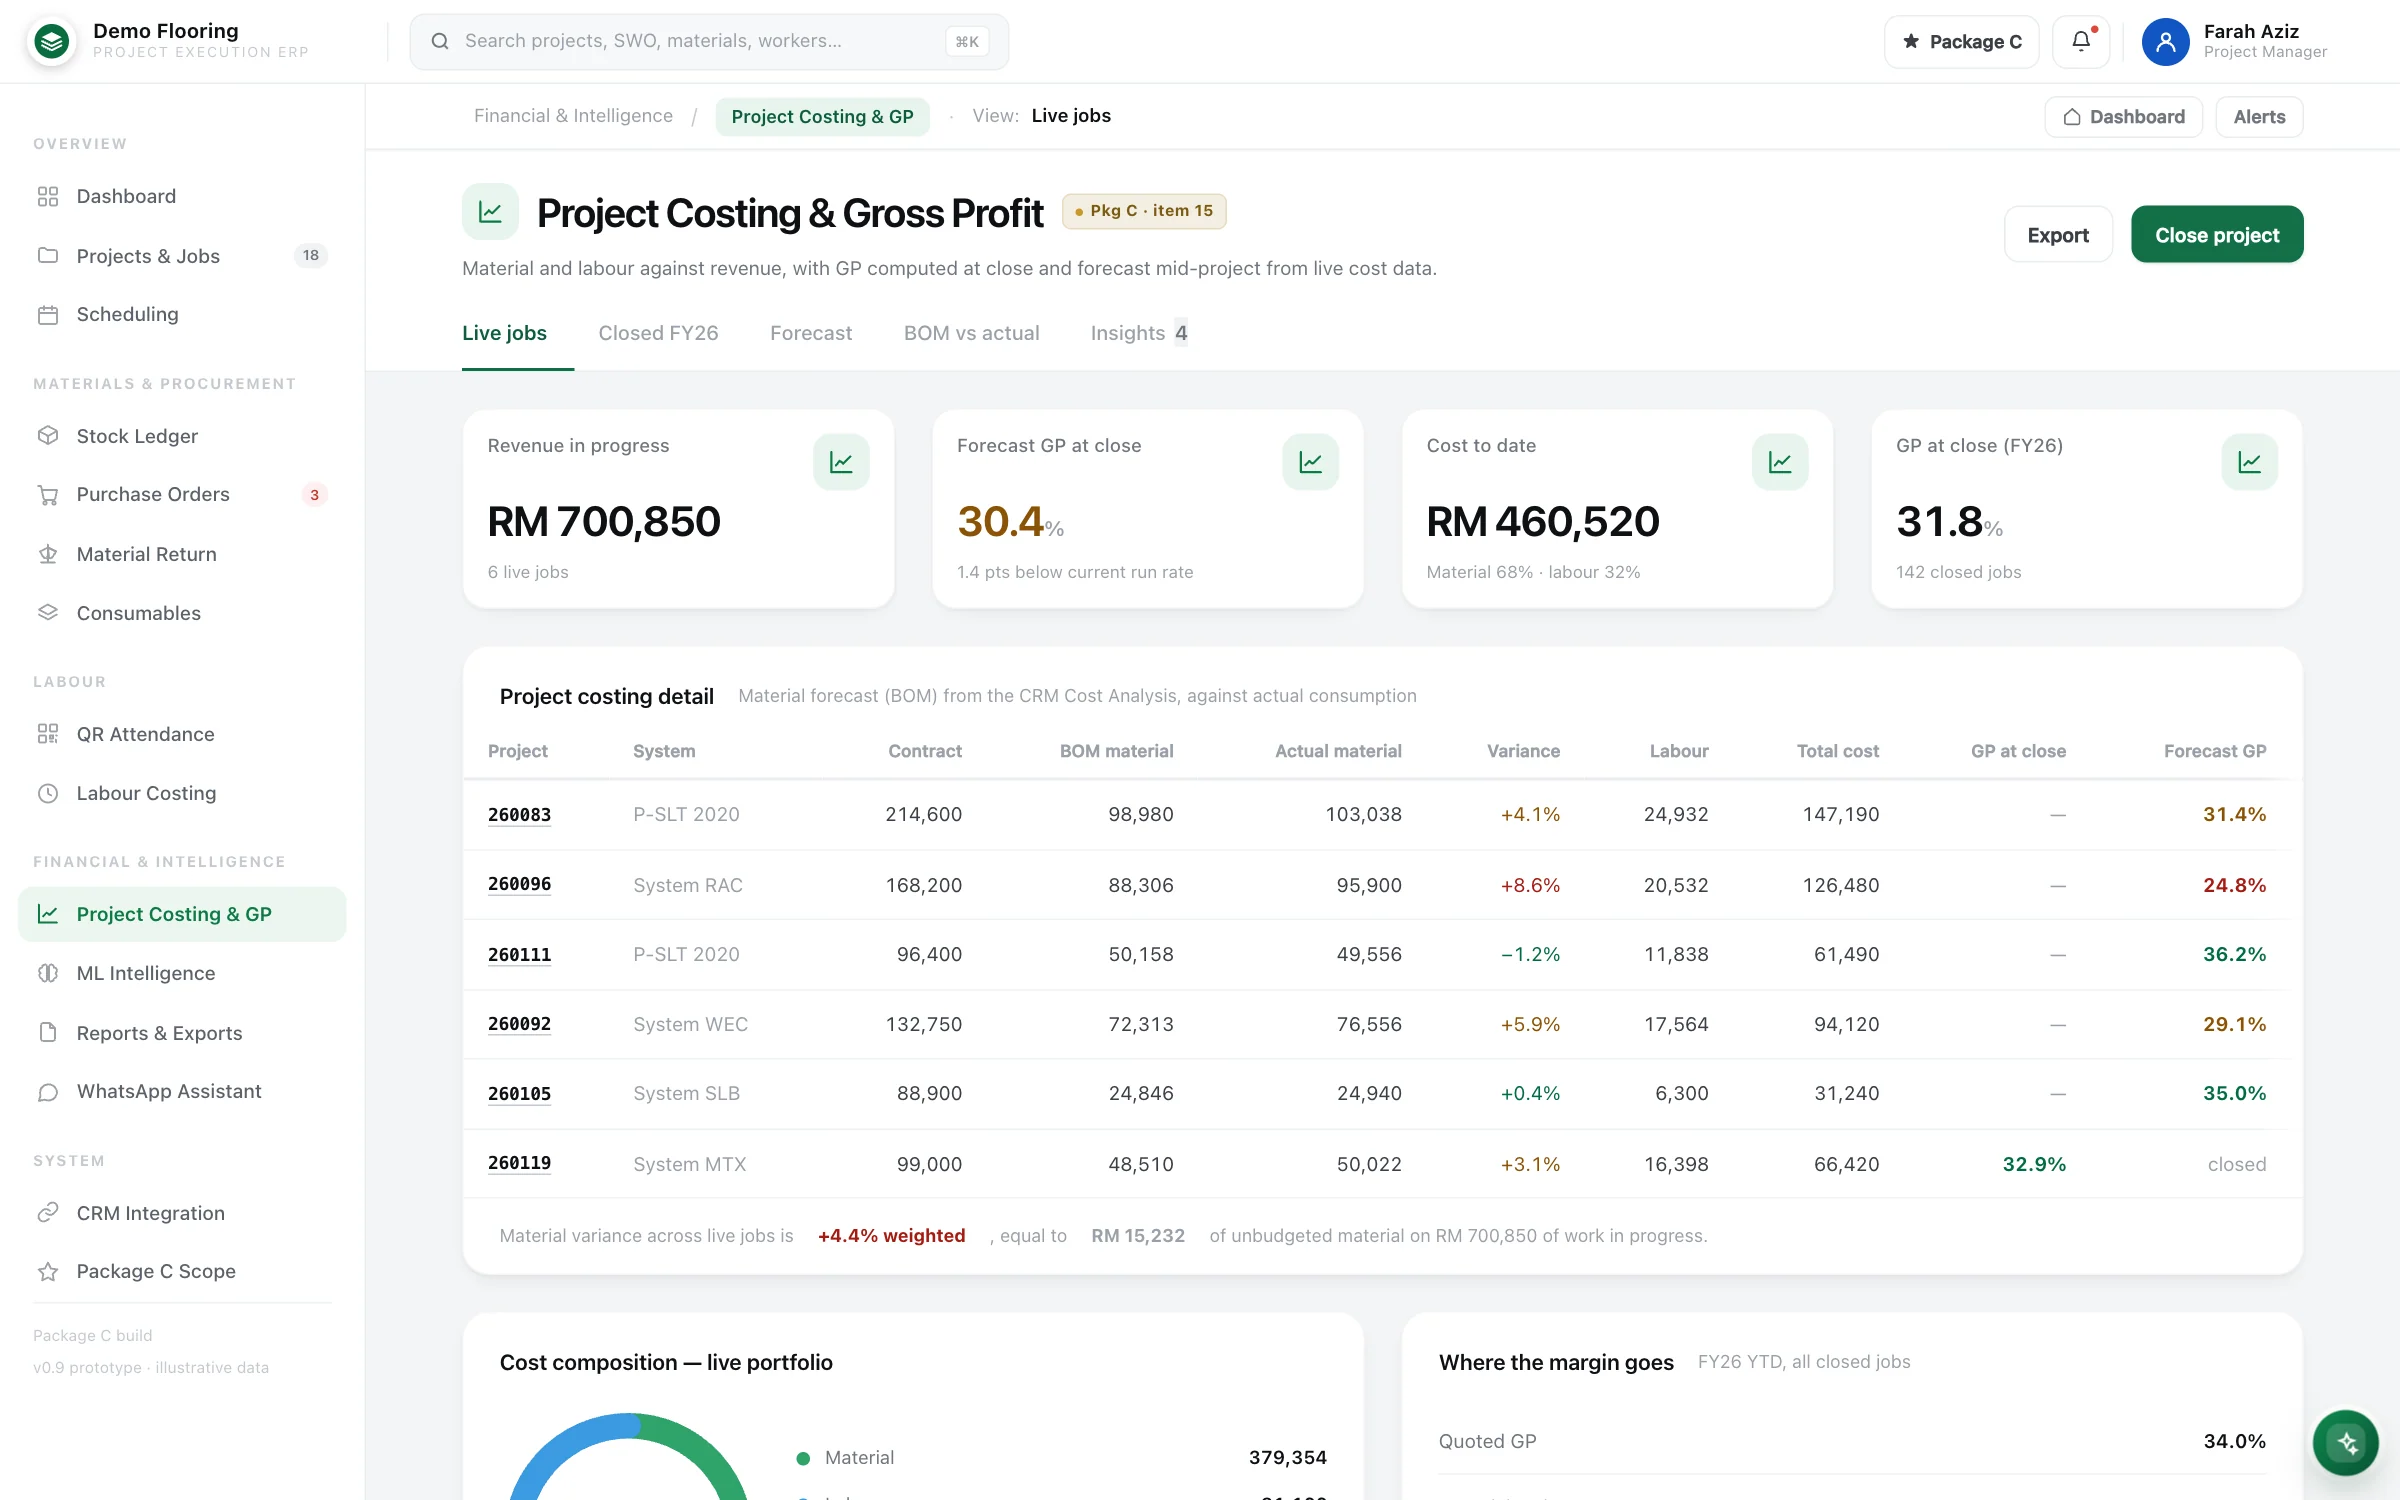 Demo Flooring
PROJECT EXECUTION ERP
Search projects, SWO, materials, workers... ⌘K
★ Package C
Farah Aziz
Project Manager
OVERVIEW
Dashboard
Projects & Jobs 18
Scheduling
MATERIALS & PROCUREMENT
Stock Ledger
Purchase Orders 3
Material Return
Consumables
LABOUR
QR Attendance
Labour Costing
FINANCIAL & INTELLIGENCE
Project Costing & GP
ML Intelligence
Reports & Exports
WhatsApp Assistant
SYSTEM
CRM Integration
Package C Scope
Package C build
v0.9 prototype · illustrative data
Financial & Intelligence / Project Costing & GP · View: Live jobs
Dashboard Alerts
Project Costing & Gross Profit Pkg C · item 15
Material and labour against revenue, with GP computed at close and forecast mid-project from live cost data.
Export Close project
Live jobs Closed FY26 Forecast BOM vs actual Insights 4
Revenue in progress
RM 700,850
6 live jobs
Forecast GP at close
30.4%
1.4 pts below current run rate
Cost to date
RM 460,520
Material 68% · labour 32%
GP at close (FY26)
31.8%
142 closed jobs
Project costing detail Material forecast (BOM) from the CRM Cost Analysis, against actual consumption
Project System Contract BOM material Actual material Variance Labour Total cost GP at close Forecast GP
260083 P-SLT 2020 214,600 98,980 103,038 +4.1% 24,932 147,190 — 31.4%
260096 System RAC 168,200 88,306 95,900 +8.6% 20,532 126,480 — 24.8%
260111 P-SLT 2020 96,400 50,158 49,556 −1.2% 11,838 61,490 — 36.2%
260092 System WEC 132,750 72,313 76,556 +5.9% 17,564 94,120 — 29.1%
260105 System SLB 88,900 24,846 24,940 +0.4% 6,300 31,240 — 35.0%
260119 System MTX 99,000 48,510 50,022 +3.1% 16,398 66,420 32.9% closed
Material variance across live jobs is +4.4% weighted , equal to RM 15,232 of unbudgeted material on RM 700,850 of work in progress.
Cost composition — live portfolio
Material 379,354
Where the margin goes FY26 YTD, all closed jobs
Quoted GP 34.0%